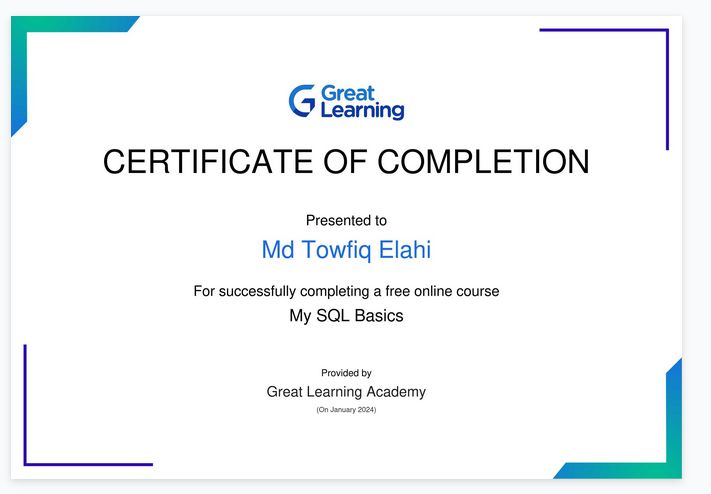 Great
Learning
CERTIFICATE OF COMPLETION
Presented to
Md Towfiq Elahi
For successfully completing a free online course
My SQL Basics
Provided by
Great Learning Academy
(On January 2024)